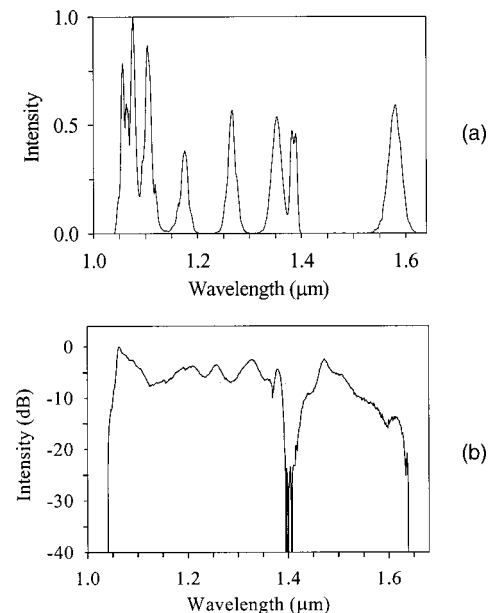 1.0
0.5
0.0
Intensity
1.0
1.2
1.4
1.6
Wavelength (μm)
(a)
0
-10
-20
-30
-40
Intensity (dB)
1.0
1.2
1.4
1.6
Wavelength (μm)
(b)